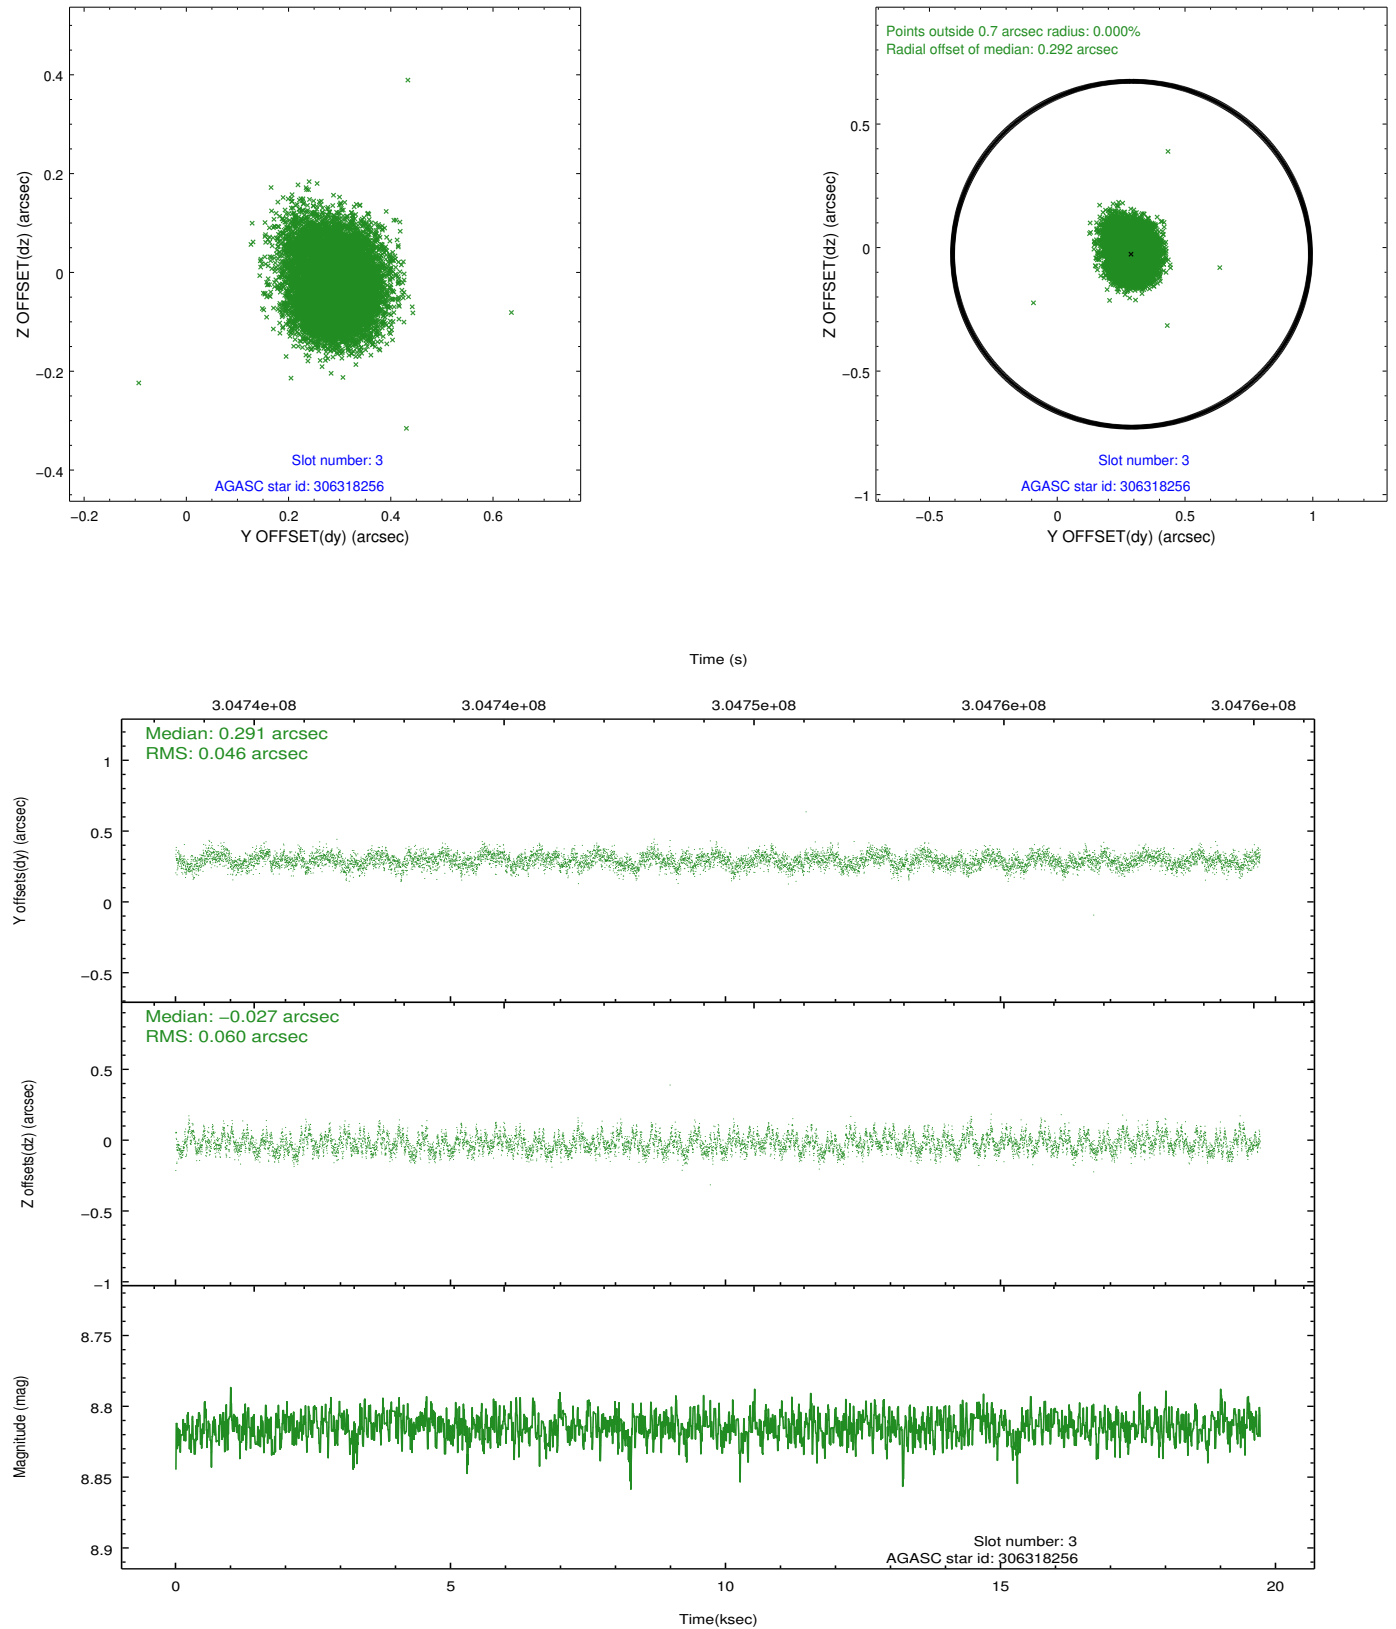 0.4
0.2
0
−0.2
−0.4
Z OFFSET(dz) (arcsec)
Slot number: 3
AGASC star id: 306318256
−0.2 0 0.2 0.4 0.6
Y OFFSET(dy) (arcsec)
Points outside 0.7 arcsec radius: 0.000%
Radial offset of median: 0.292 arcsec
0.5
0
−0.5
−1
Z OFFSET(dz) (arcsec)
Slot number: 3
AGASC star id: 306318256
−0.5 0 0.5 1
Y OFFSET(dy) (arcsec)
Time (s)
3.0474e+08 3.0474e+08 3.0475e+08 3.0476e+08 3.0476e+08
Median: 0.291 arcsec
RMS: 0.046 arcsec
1
0.5
0
−0.5
Y offsets(dy) (arcsec)
Median: −0.027 arcsec
RMS: 0.060 arcsec
0.5
0
−0.5
−1
Z offsets(dz) (arcsec)
8.75
8.8
8.85
8.9
Magnitude (mag)
Slot number: 3
AGASC star id: 306318256
0 5 10 15 20
Time(ksec)